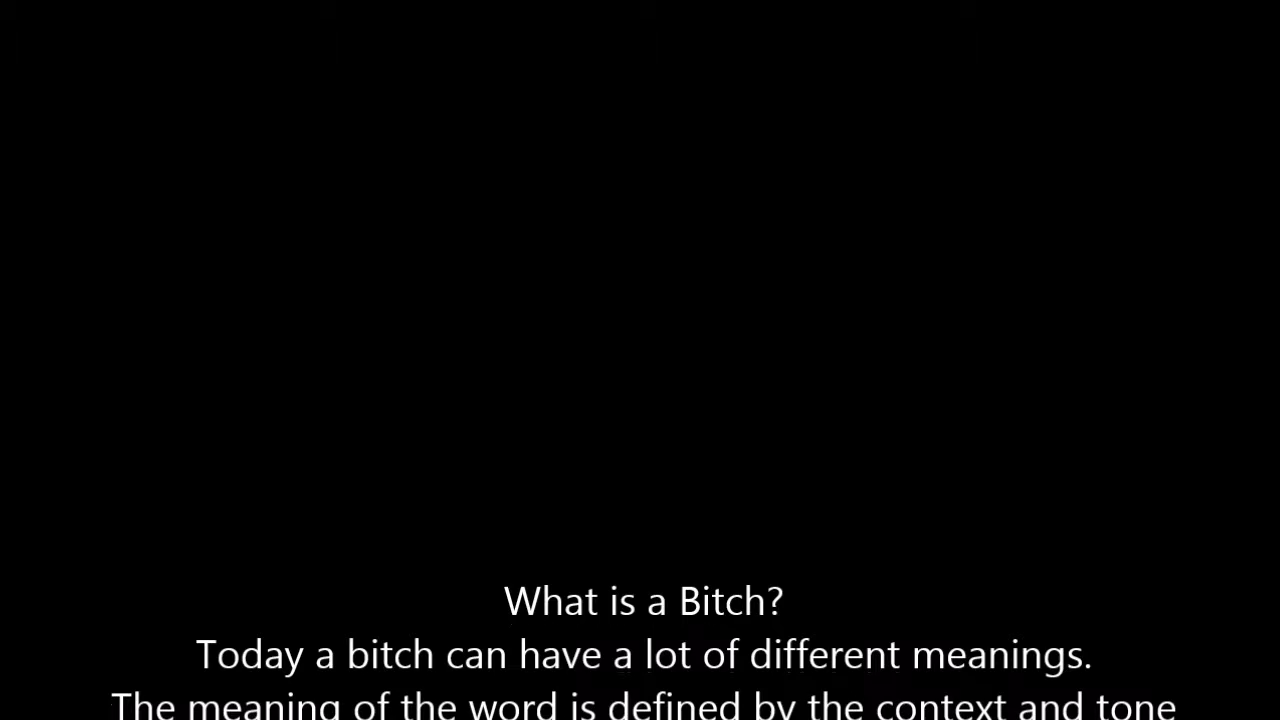 What is a Bitch?
Today a bitch can have a lot of different meanings.
The meaning of the word is defined by the context and tone